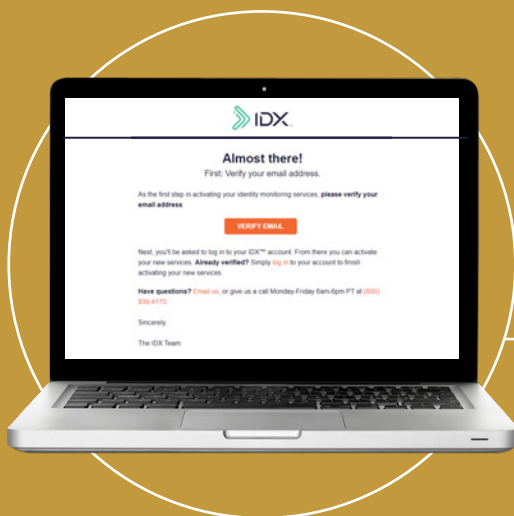 IDX
Almost there!
First: Verify your email address.
As the first step in activating your identity monitoring services, please verify your
email address.
VERIFY EMAIL
Next, you'll be asked to log in to your IDX™ account. From there you can activate
your new services. Already verified? Simply log in to your account to finish
activating your new services.
Have questions? Email us, or give us a call Monday-Friday 6am-6pm PT at (800)
939-4170.
Sincerely,
The IDX Team